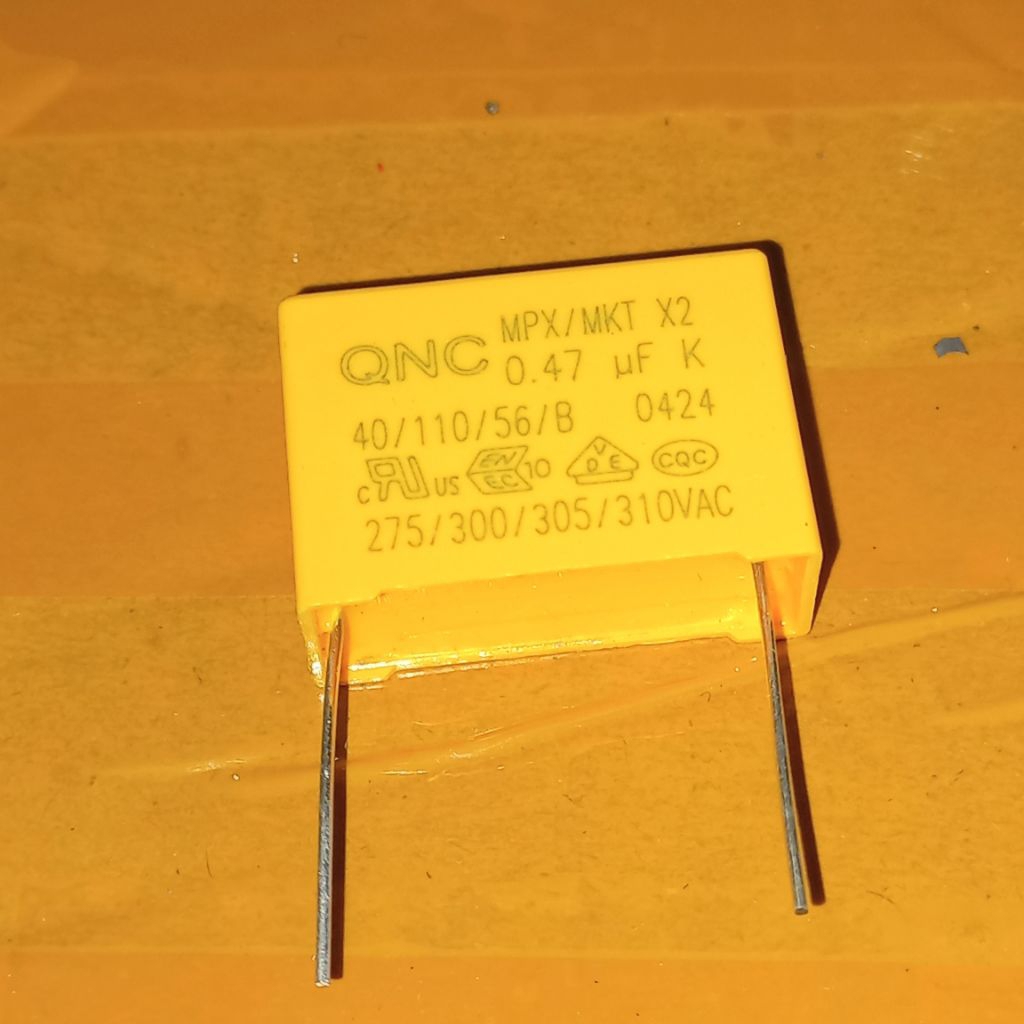 QNC MPX/MKT X2
0.47 µF K
40/110/56/B 0424
c RU us EN EC 10 V D E CQC
275/300/305/310VAC